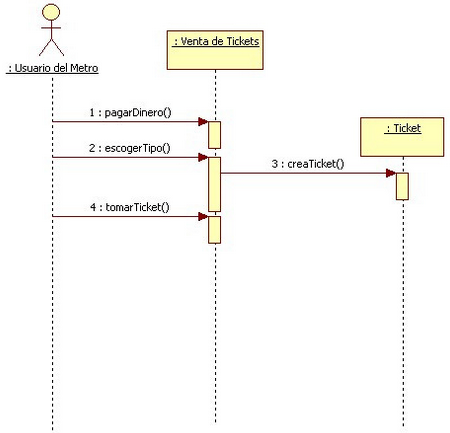 : Usuario del Metro
: Venta de Tickets
1 : pagarDinero()
: Ticket
2 : escogerTipo()
3 : creaTicket()
4 : tomarTicket()